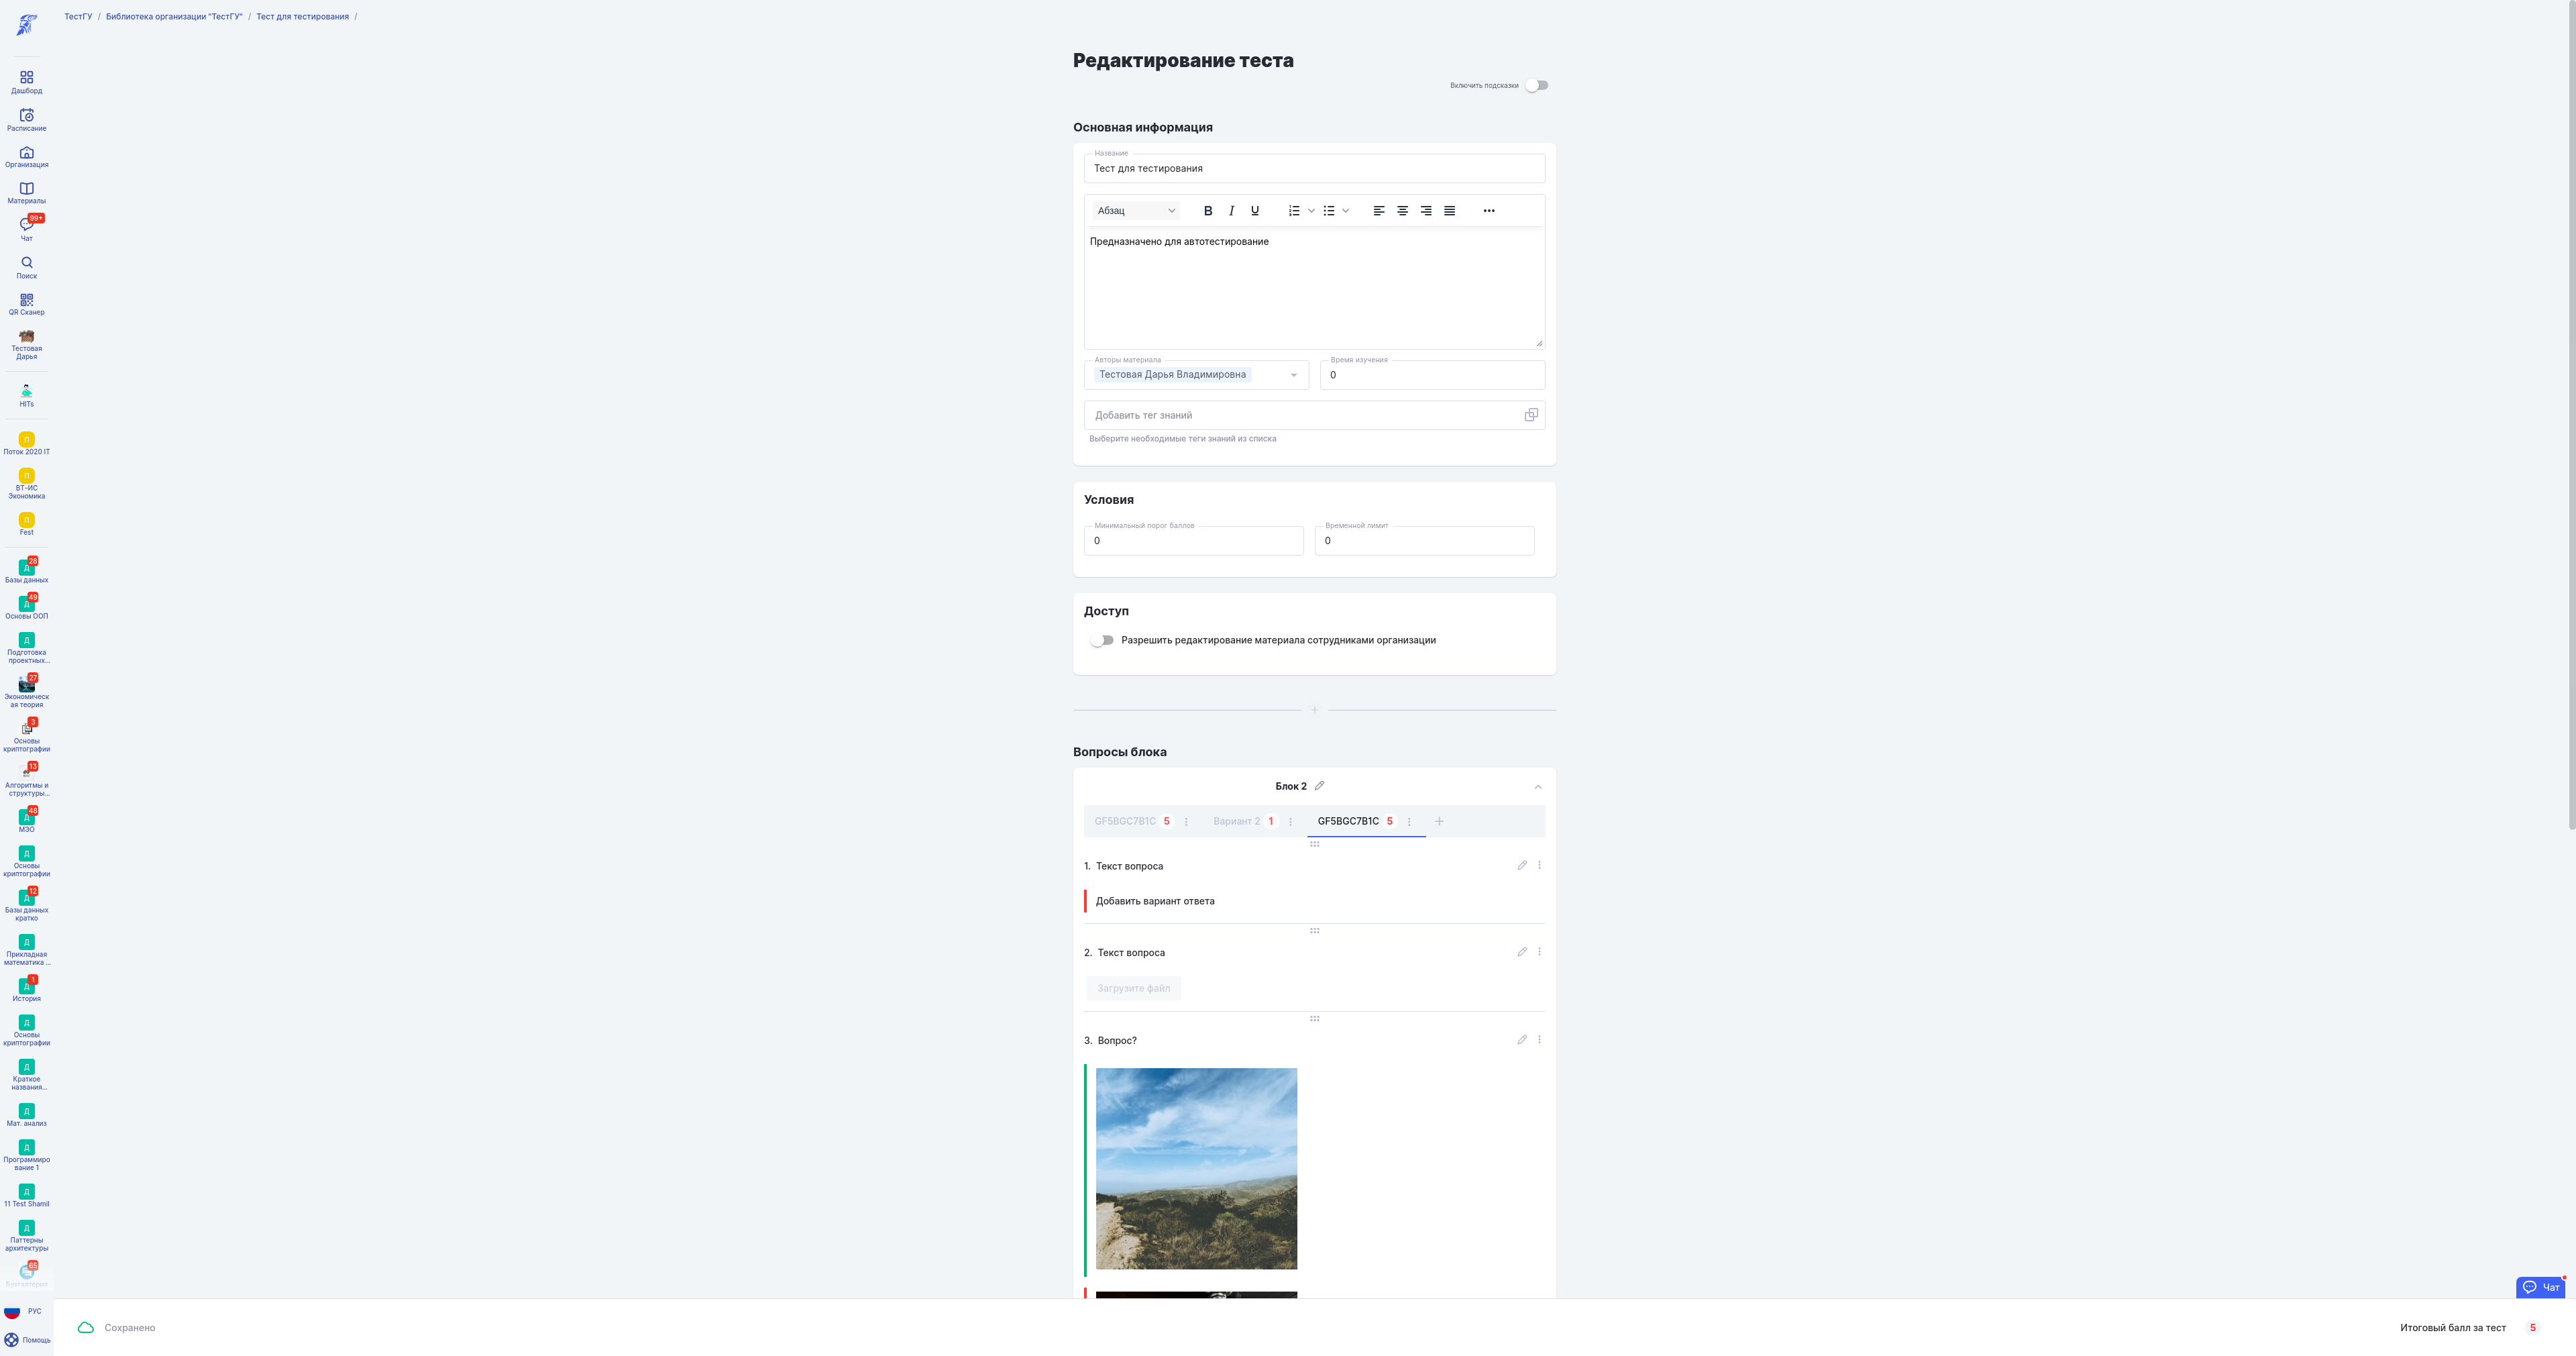 ТестГУ / Библиотека организации "ТестГУ" / Тест для тестирования /
Дашборд
Расписание
Организация
Материалы
99+
Чат
Поиск
QR Сканер
Тестовая
Дарья
HITs
П
Поток 2020 IT
П
ВТ-ИС
Экономика
П
Fest
28
Д
Базы данных
49
Д
Основы ООП
Д
Подготовка
проектных...
27
Экономическ
ая теория
3
Основы
криптографии
13
Алгоритмы и
структуры...
48
Д
МЭО
Д
Основы
криптографии
12
Д
Базы данных
кратко
Д
Прикладная
математика ...
1
Д
История
Д
Основы
криптографии
Д
Краткое
названия...
Д
Мат. анализ
Д
Программиро
вание 1
Д
11 Test Shamil
Д
Паттерны
архитектуры
65
Бухгалтерия
РУС
Помощь
Редактирование теста
Включить подсказки
Основная информация
Название
Тест для тестирования
Абзац
Предназначено для автотестирование
Авторы материала
Тестовая Дарья Владимировна
Время изучения
0
Добавить тег знаний
Выберите необходимые теги знаний из списка
Условия
Минимальный порог баллов
0
Временной лимит
0
Доступ
Разрешить редактирование материала сотрудниками организации
Вопросы блока
Блок 2
GF5BGC7B1C 5 Вариант 2 1 GF5BGC7B1C 5
1. Текст вопроса
Добавить вариант ответа
2. Текст вопроса
Загрузите файл
3. Вопрос?
Чат
Сохранено
Итоговый балл за тест 5